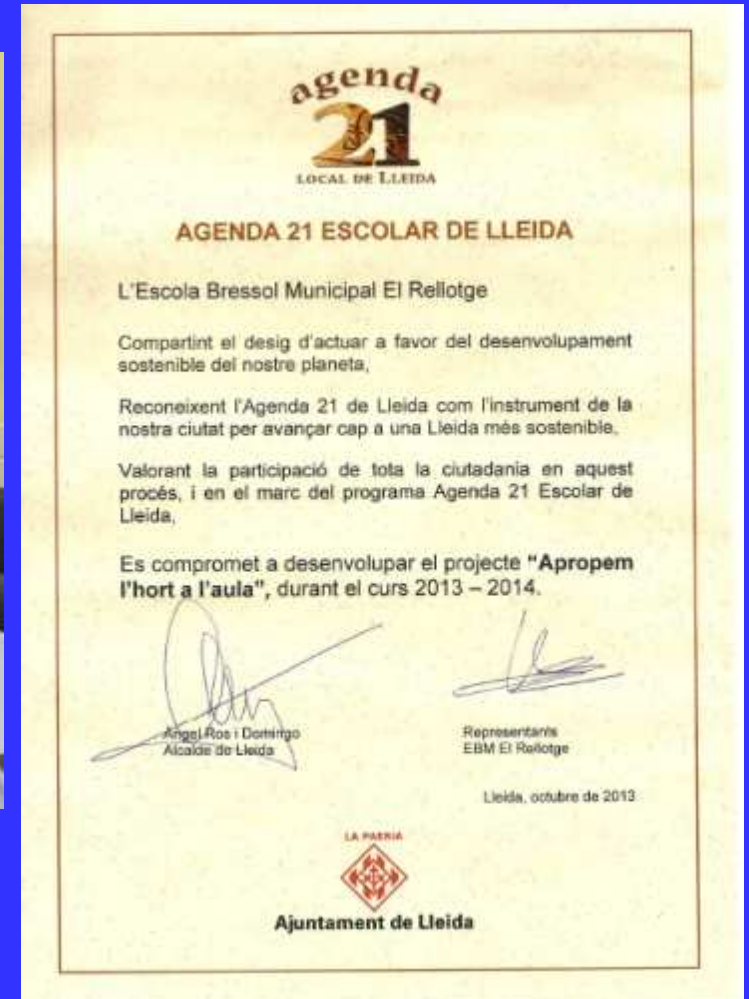 agenda
21
LOCAL DE LLEIDA
AGENDA 21 ESCOLAR DE LLEIDA
L'Escola Bressol Municipal El Rellotge
Compartint el desig d'actuar a favor del desenvolupament
sostenible del nostre planeta,
Reconeixent l'Agenda 21 de Lleida com l'instrument de la
nostra ciutat per avançar cap a una Lleida més sostenible,
Valorant la participació de tota la ciutadania en aquest
procés, i en el marc del programa Agenda 21 Escolar de
Lleida,
Es compromet a desenvolupar el projecte "Apropem
l'hort a l'aula", durant el curs 2013 – 2014.
Àngel Ros i Domingo
Alcalde de Lleida
Representants
EBM El Rellotge
Lleida, octubre de 2013
LA PAERIA
Ajuntament de Lleida